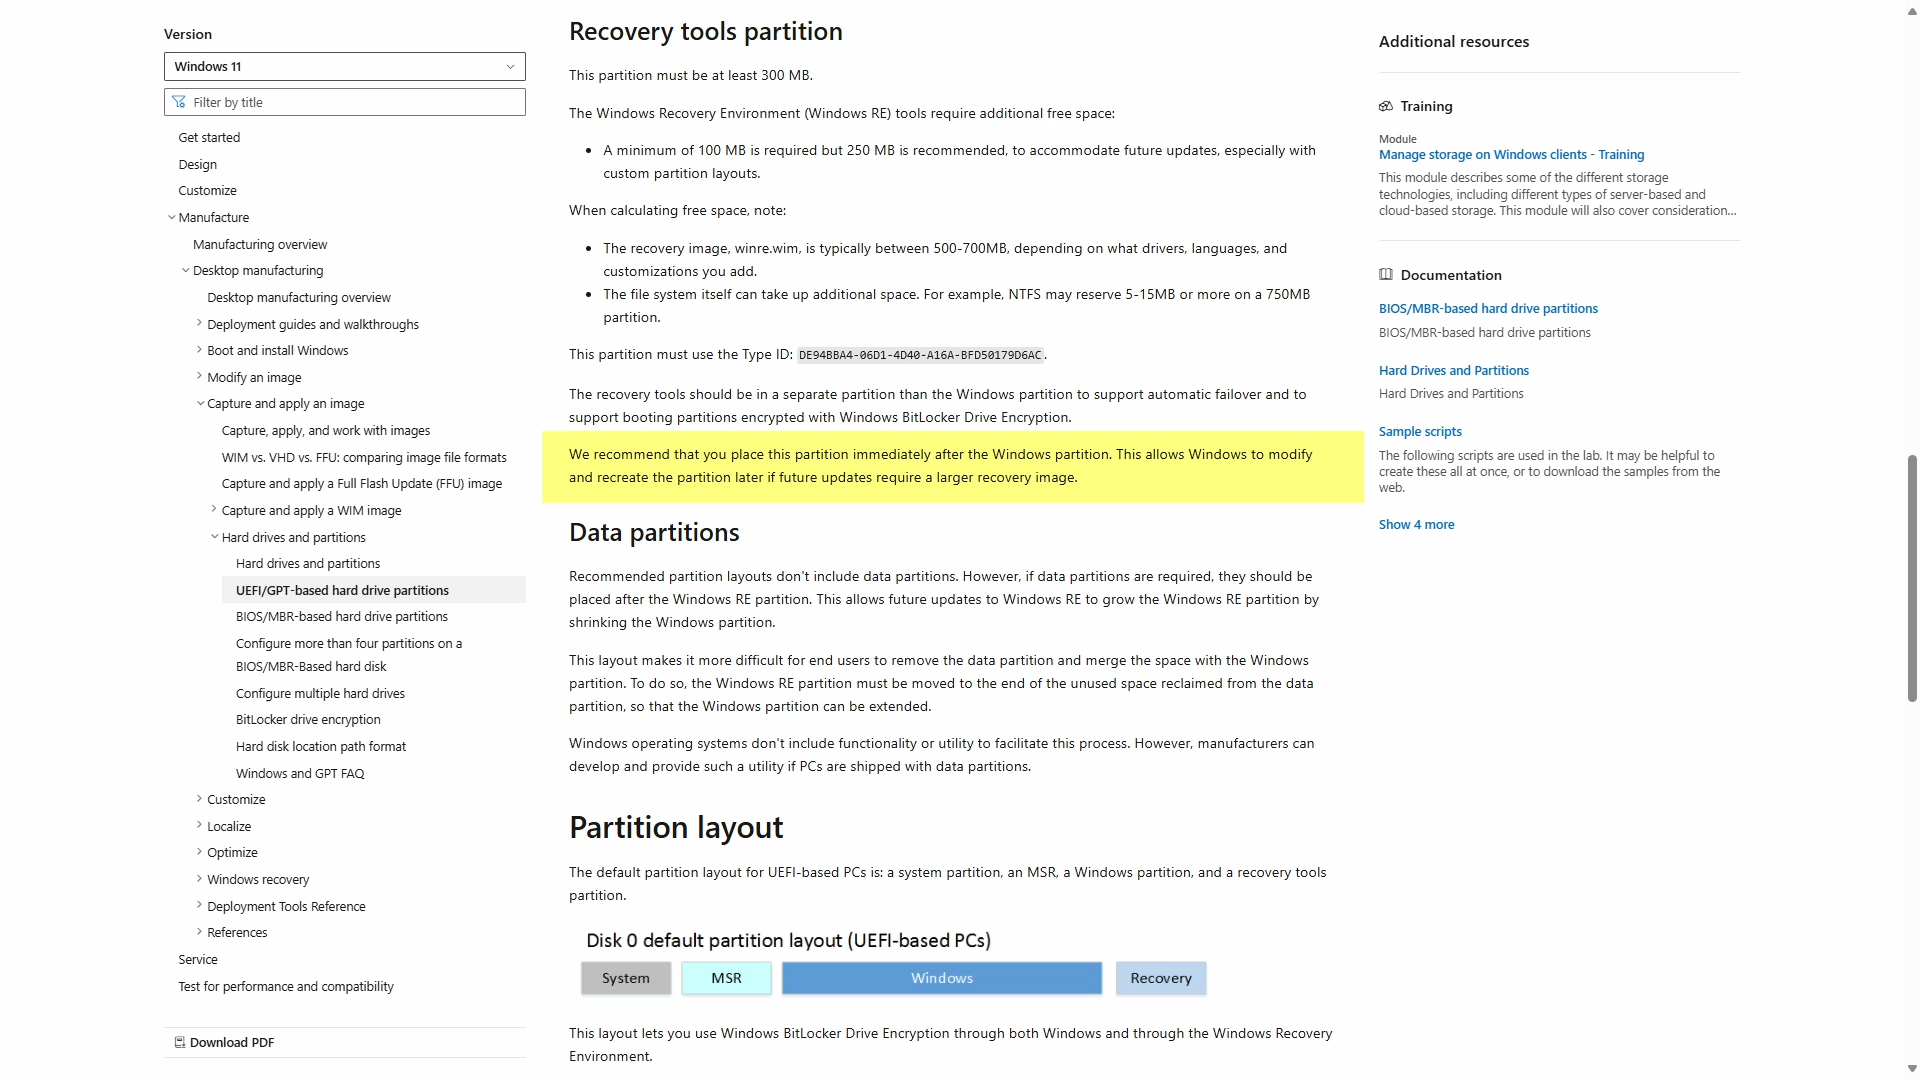 Version
Windows 11
Filter by title
Get started
Design
Customize
Manufacture
Manufacturing overview
Desktop manufacturing
Desktop manufacturing overview
Deployment guides and walkthroughs
Boot and install Windows
Modify an image
Capture and apply an image
Capture, apply, and work with images
WIM vs. VHD vs. FFU: comparing image file formats
Capture and apply a Full Flash Update (FFU) image
Capture and apply a WIM image
Hard drives and partitions
Hard drives and partitions
UEFI/GPT-based hard drive partitions
BIOS/MBR-based hard drive partitions
Configure more than four partitions on a
BIOS/MBR-Based hard disk
Configure multiple hard drives
BitLocker drive encryption
Hard disk location path format
Windows and GPT FAQ
Customize
Localize
Optimize
Windows recovery
Deployment Tools Reference
References
Service
Test for performance and compatibility
Download PDF
Recovery tools partition
This partition must be at least 300 MB.
The Windows Recovery Environment (Windows RE) tools require additional free space:
• A minimum of 100 MB is required but 250 MB is recommended, to accommodate future updates, especially with
custom partition layouts.
When calculating free space, note:
• The recovery image, winre.wim, is typically between 500-700MB, depending on what drivers, languages, and
customizations you add.
• The file system itself can take up additional space. For example, NTFS may reserve 5-15MB or more on a 750MB
partition.
This partition must use the Type ID: DE94BBA4-06D1-4D40-A16A-BFD50179D6AC.
The recovery tools should be in a separate partition than the Windows partition to support automatic failover and to
support booting partitions encrypted with Windows BitLocker Drive Encryption.
We recommend that you place this partition immediately after the Windows partition. This allows Windows to modify
and recreate the partition later if future updates require a larger recovery image.
Data partitions
Recommended partition layouts don't include data partitions. However, if data partitions are required, they should be
placed after the Windows RE partition. This allows future updates to Windows RE to grow the Windows RE partition by
shrinking the Windows partition.
This layout makes it more difficult for end users to remove the data partition and merge the space with the Windows
partition. To do so, the Windows RE partition must be moved to the end of the unused space reclaimed from the data
partition, so that the Windows partition can be extended.
Windows operating systems don't include functionality or utility to facilitate this process. However, manufacturers can
develop and provide such a utility if PCs are shipped with data partitions.
Partition layout
The default partition layout for UEFI-based PCs is: a system partition, an MSR, a Windows partition, and a recovery tools
partition.
Disk 0 default partition layout (UEFI-based PCs)
System MSR Windows Recovery
This layout lets you use Windows BitLocker Drive Encryption through both Windows and through the Windows Recovery
Environment.
Additional resources
Training
Module
Manage storage on Windows clients - Training
This module describes some of the different storage
technologies, including different types of server-based and
cloud-based storage. This module will also cover consideration...
Documentation
BIOS/MBR-based hard drive partitions
BIOS/MBR-based hard drive partitions
Hard Drives and Partitions
Hard Drives and Partitions
Sample scripts
The following scripts are used in the lab. It may be helpful to
create these all at once, or to download the samples from the
web.
Show 4 more